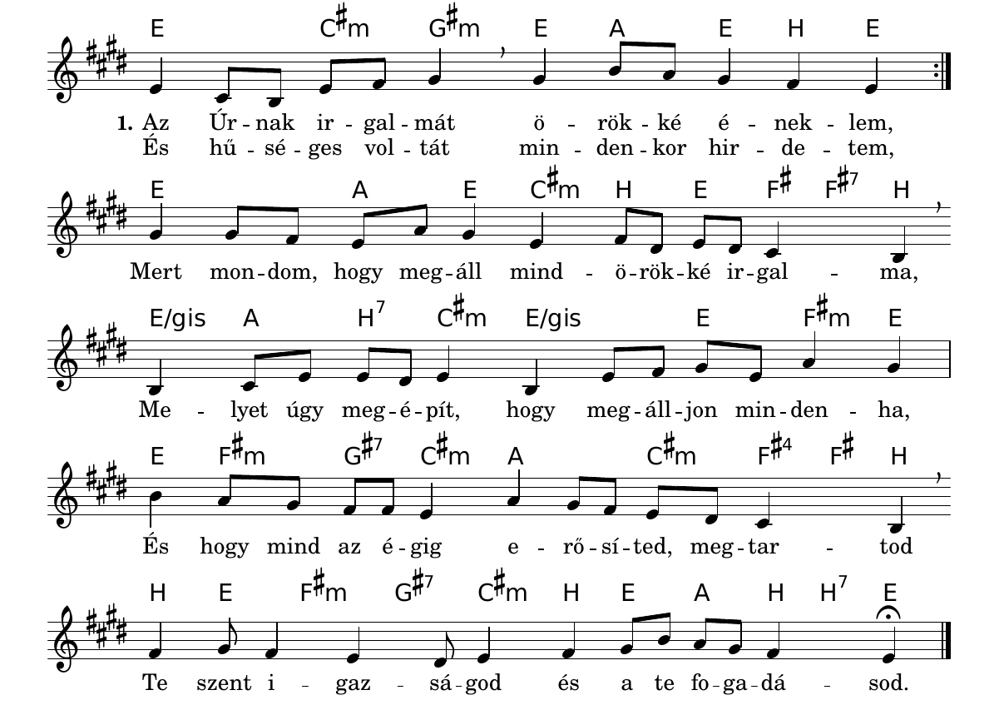 E C♯m G♯m E A E H E
1. Az Úr – nak ir – gal – mát ö – rök – ké é – nek – lem,
És hű – sé – ges vol – tát min – den – kor hir – de – tem,
E A E C♯m H E F♯ F♯7 H
Mert mon – dom, hogy meg – áll mind – ö – rök – ké ir – gal – ma,
E/gis A H7 C♯m E/gis E F♯m E
Me – lyet úgy meg – é – pít, hogy meg – áll – jon min – den – ha,
E F♯m G♯7 C♯m A C♯m F♯4 F♯ H
És hogy mind az é – gig e – rő – sí – ted, meg – tar – tod
H E F♯m G♯7 C♯m H E A H H7 E
Te szent i – gaz – sá – god és a te fo – ga – dá – sod.